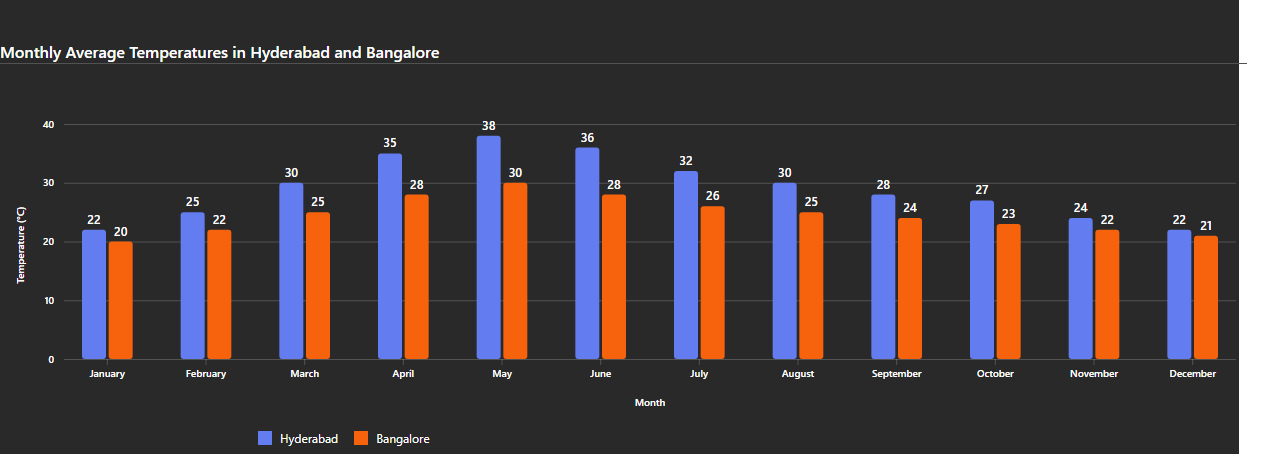 Monthly Average Temperatures in Hyderabad and Bangalore
40
30
20
10
0
Temperature (°C)
22 20 25 22 30 25 35 28 38 30 36 28 32 26 30 25 28 24 27 23 24 22 22 21
January February March April May June July August September October November December
Month
Hyderabad Bangalore